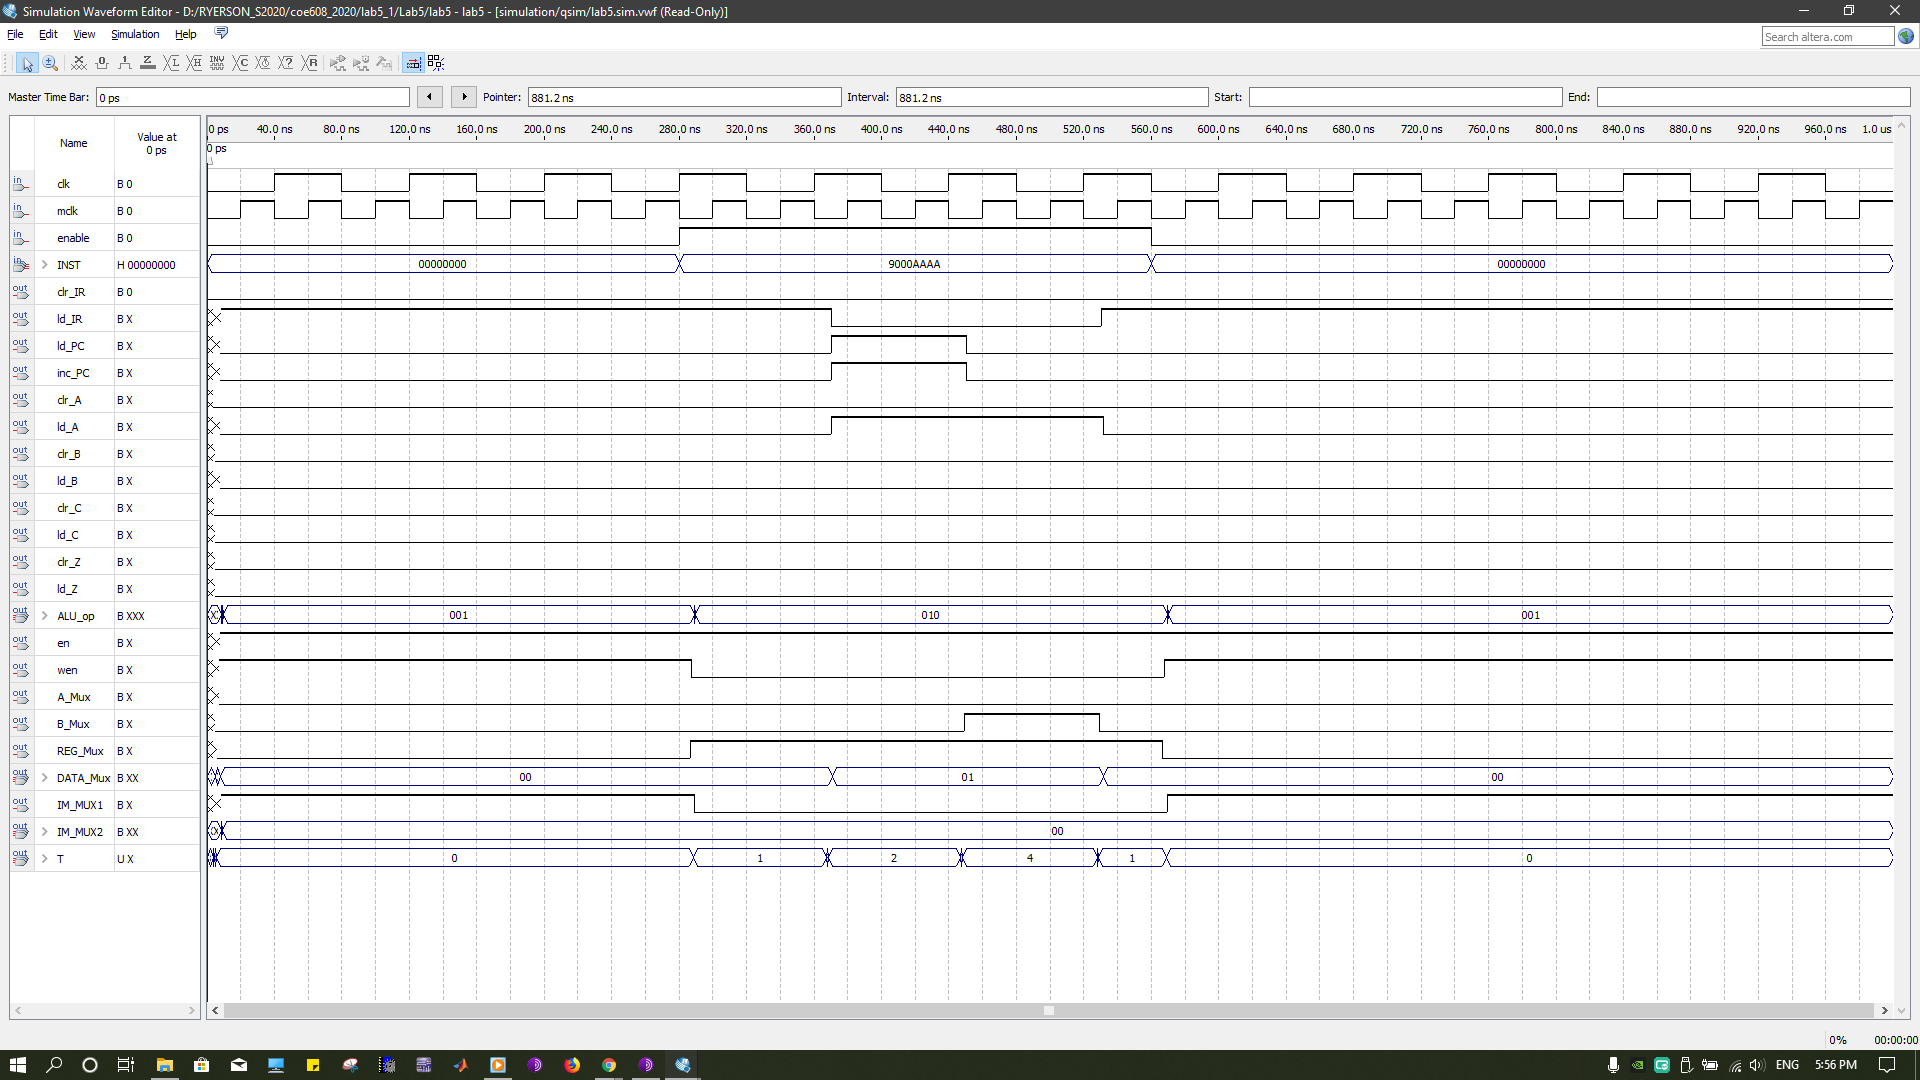 Simulation Waveform Editor - D:/RYERSON_S2020/coe608_2020/lab5_1/Lab5/lab5 - lab5 - [simulation/qsim/lab5.sim.vwf (Read-Only)]
File Edit View Simulation Help
Search altera.com
Master Time Bar: 0 ps Pointer: 881.2 ns Interval: 881.2 ns Start: End:
Name Value at 0 ps
0 ps 40.0 ns 80.0 ns 120.0 ns 160.0 ns 200.0 ns 240.0 ns 280.0 ns 320.0 ns 360.0 ns 400.0 ns 440.0 ns 480.0 ns 520.0 ns 560.0 ns 600.0 ns 640.0 ns 680.0 ns 720.0 ns 760.0 ns 800.0 ns 840.0 ns 880.0 ns 920.0 ns 960.0 ns 1.0 us
0 ps
in clk B 0
in mclk B 0
in enable B 0
in INST H 00000000 00000000 9000AAAA 00000000
out clr_IR B 0
out ld_IR B X
out ld_PC B X
out inc_PC B X
out clr_A B X
out ld_A B X
out clr_B B X
out ld_B B X
out clr_C B X
out ld_C B X
out clr_Z B X
out ld_Z B X
out ALU_op B XXX 001 010 001
out en B X
out wen B X
out A_Mux B X
out B_Mux B X
out REG_Mux B X
out DATA_Mux B XX 00 01 00
out IM_MUX1 B X
out IM_MUX2 B XX 00
out T U X 0 1 2 4 1 0
0% 00:00:00
ENG 5:56 PM